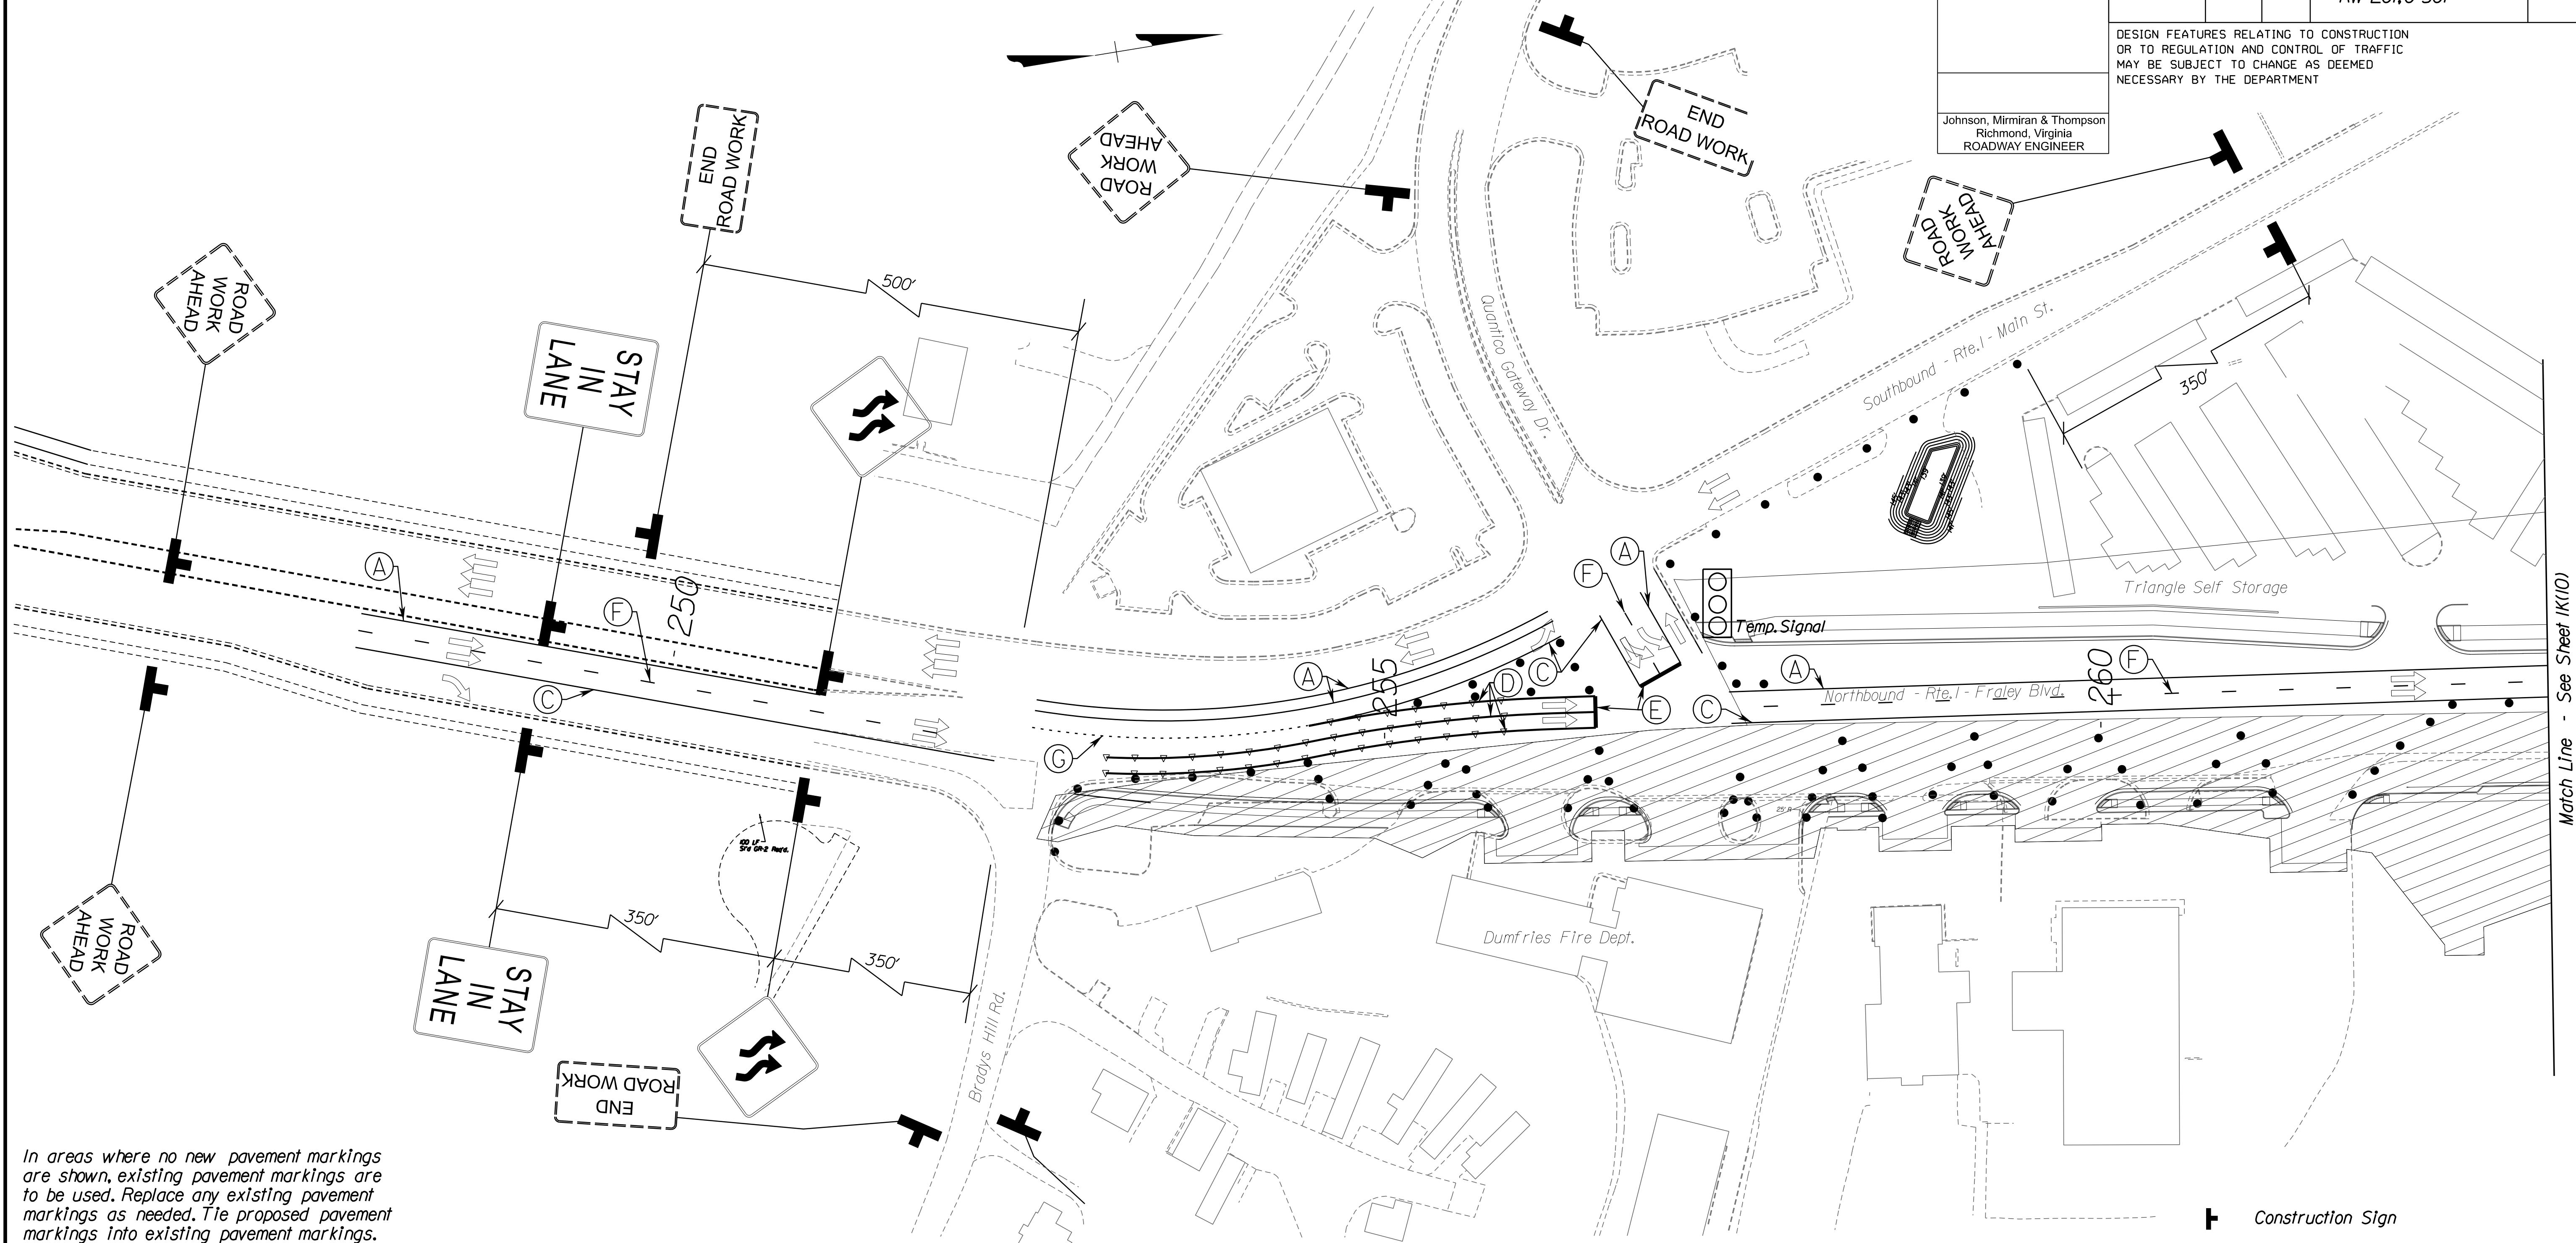 DESIGN FEATURES RELATING TO CONSTRUCTION
OR TO REGULATION AND CONTROL OF TRAFFIC
MAY BE SUBJECT TO CHANGE AS DEEMED
NECESSARY BY THE DEPARTMENT
Johnson, Mirmiran & Thompson
Richmond, Virginia
ROADWAY ENGINEER
END
ROAD WORK
ROAD
WORK
AHEAD
END
ROAD WORK
ROAD
WORK
AHEAD
ROAD
WORK
AHEAD
500'
STAY
IN
LANE
Quantico Gateway Dr.
Southbound - Rte.1 - Main St.
350'
A
F
250
C
A
F
A
C
255
D
E
G
Temp. Signal
Triangle Self Storage
A
Northbound - Rte.1 - Fraley Blvd.
260
F
C
Match Line - See Sheet 1K(10)
100 LF
Std GR-2 Req'd.
ROAD
WORK
AHEAD
STAY
IN
LANE
350'
350'
Bradys Hill Rd.
Dumfries Fire Dept.
END
ROAD WORK
In areas where no new pavement markings
are shown, existing pavement markings are
to be used. Replace any existing pavement
markings as needed. Tie proposed pavement
markings into existing pavement markings.
Construction Sign